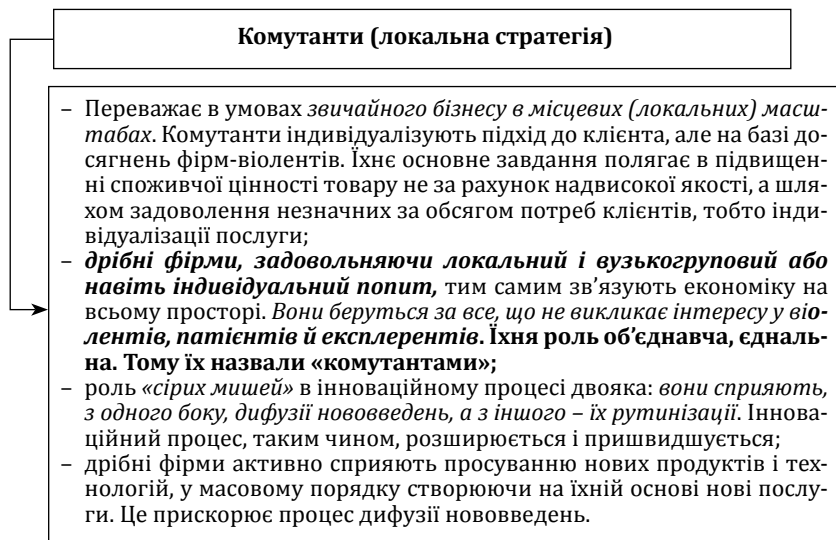 Комутанти (локальна стратегія)
– Переважає в умовах звичайного бізнесу в місцевих (локальних) масш-
табах. Комутанти індивідуалізують підхід до клієнта, але на базі до-
сягнень фірм-віолентів. Їхнє основне завдання полягає в підвищен-
ні споживчої цінності товару не за рахунок надвисокої якості, а шля-
хом задоволення незначних за обсягом потреб клієнтів, тобто інди-
відуалізації послуги;
– дрібні фірми, задовольняючи локальний і вузькогруповий або
навіть індивідуальний попит, тим самим зв’язують економіку на
всьому просторі. Вони беруться за все, що не викликає інтересу у віо-
лентів, патієнтів й експлерентів. Їхня роль об’єднавча, єдналь-
на. Тому їх назвали «комутантами»;
– роль «сірих мишей» в інноваційному процесі двояка: вони сприяють,
з одного боку, дифузії нововведень, а з іншого – їх рутинізації. Іннова-
ційний процес, таким чином, розширюється і пришвидшується;
– дрібні фірми активно сприяють просуванню нових продуктів і тех-
нологій, у масовому порядку створюючи на їхній основі нові послу-
ги. Це прискорює процес дифузії нововведень.